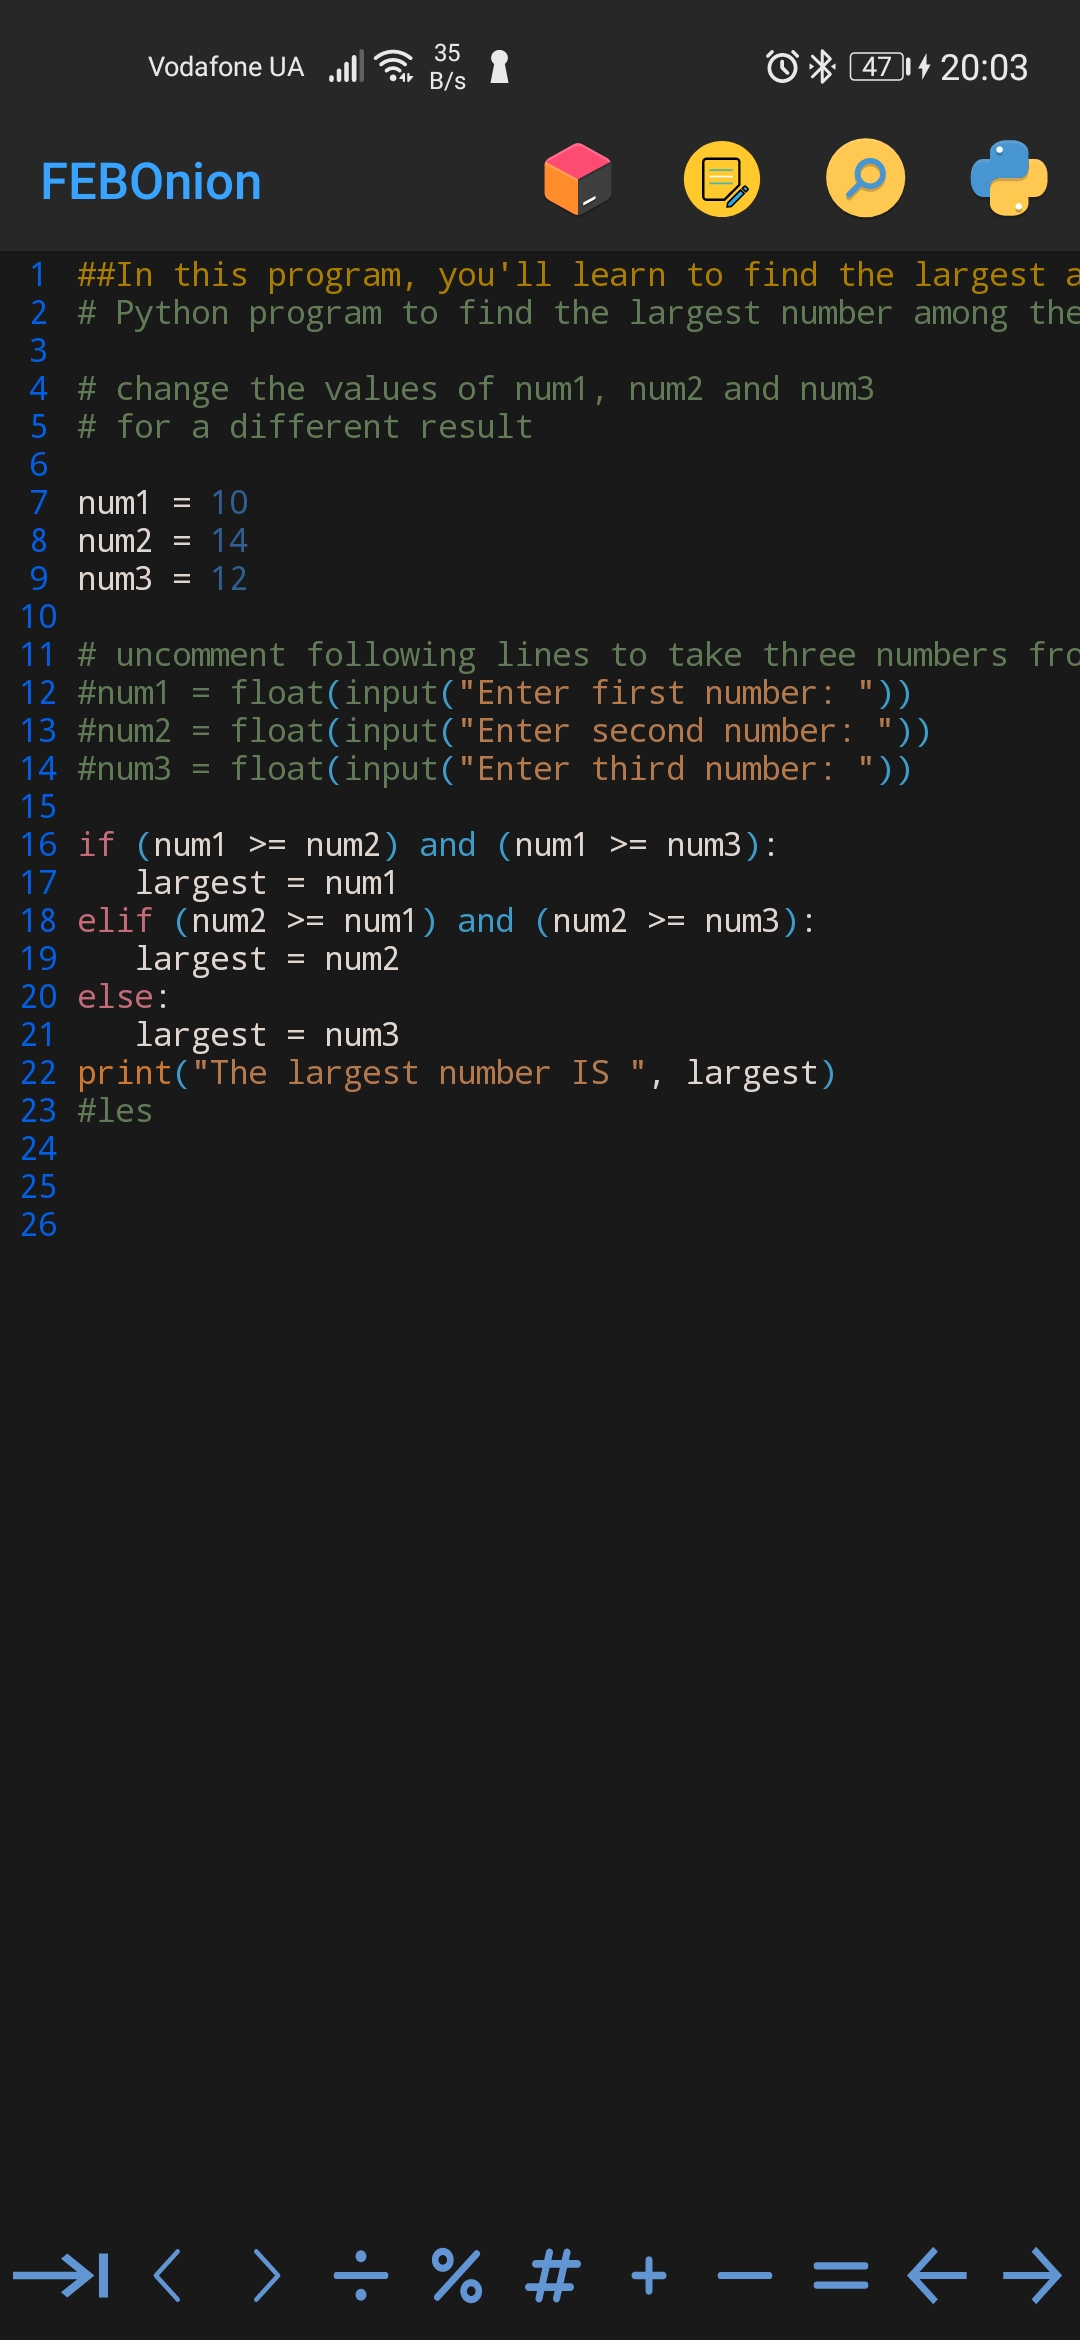 Vodafone UA 35 B/s 47 20:03
FEBOnion
1 ##In this program, you'll learn to find the largest a
2 # Python program to find the largest number among the
3
4 # change the values of num1, num2 and num3
5 # for a different result
6
7 num1 = 10
8 num2 = 14
9 num3 = 12
10
11 # uncomment following lines to take three numbers fro
12 #num1 = float(input("Enter first number: "))
13 #num2 = float(input("Enter second number: "))
14 #num3 = float(input("Enter third number: "))
15
16 if (num1 >= num2) and (num1 >= num3):
17    largest = num1
18 elif (num2 >= num1) and (num2 >= num3):
19    largest = num2
20 else:
21    largest = num3
22 print("The largest number IS ", largest)
23 #les
24
25
26
→| < > ÷ % # + − = ← →